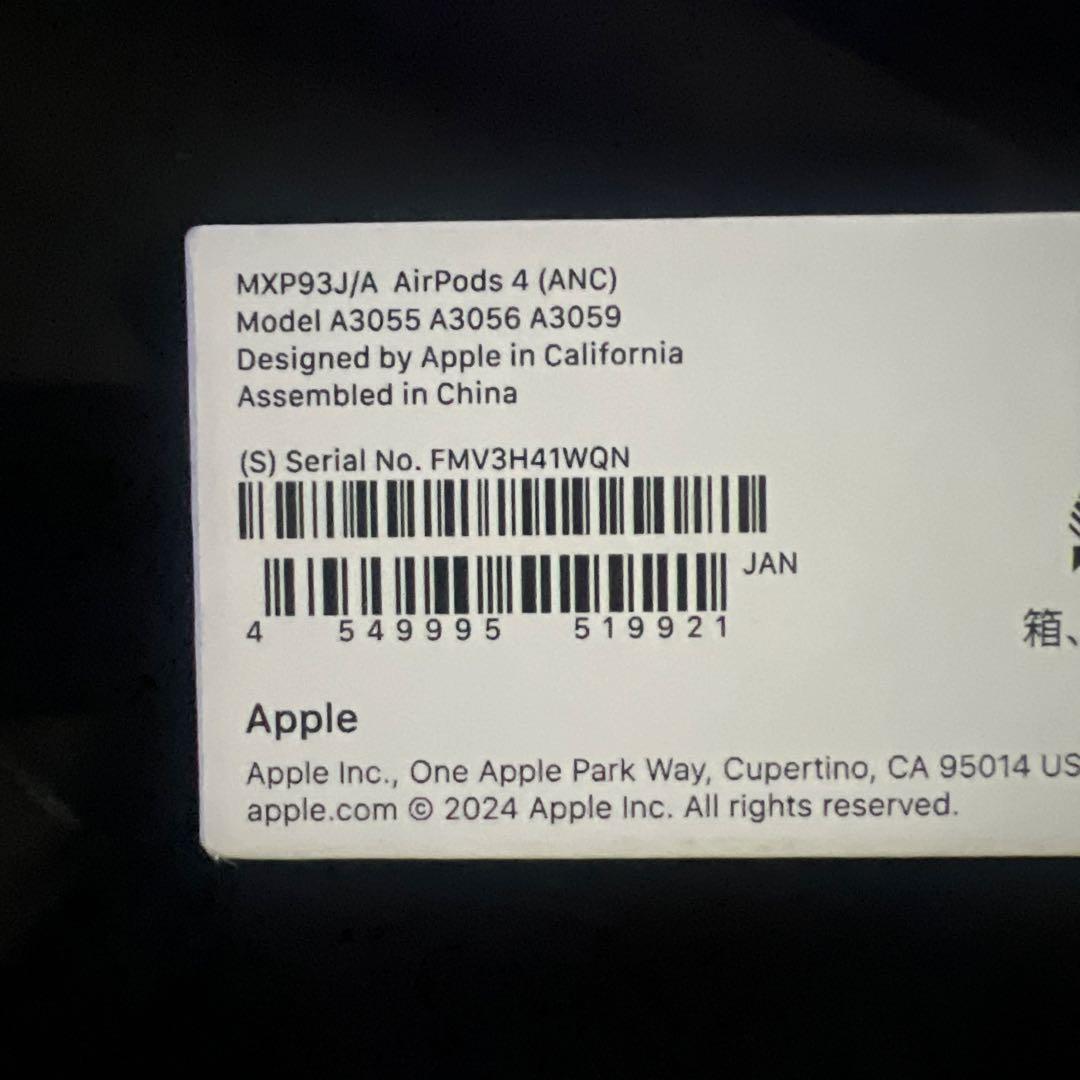 MXP93J/A AirPods 4 (ANC)
Model A3055 A3056 A3059
Designed by Apple in California
Assembled in China
(S) Serial No. FMV3H41WQN
JAN
4 549995 519921
箱、
Apple
Apple Inc., One Apple Park Way, Cupertino, CA 95014 US
apple.com © 2024 Apple Inc. All rights reserved.